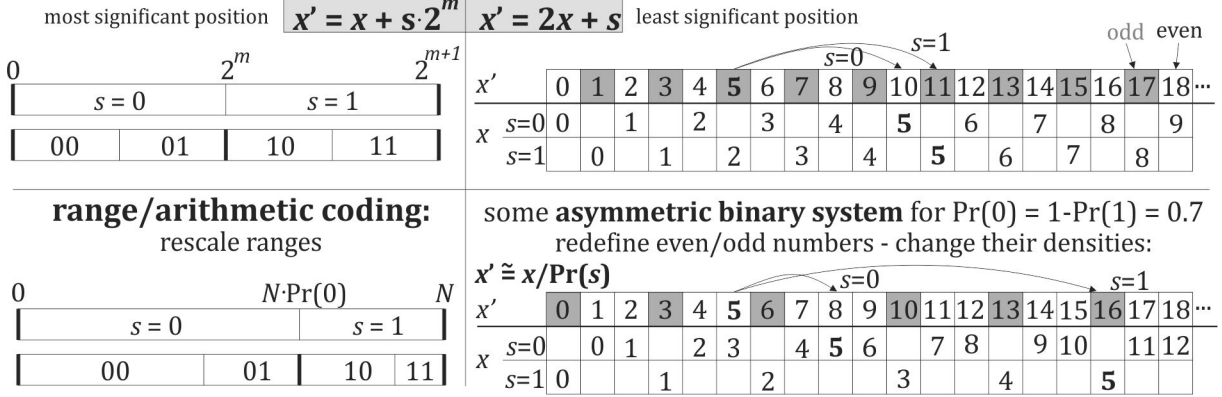 most significant position x' = x + s·2^m x' = 2x + s least significant position
0 2^m 2^{m+1}
s = 0 s = 1
00 01 10 11
odd even
s=0 s=1
x' 0 1 2 3 4 5 6 7 8 9 10 11 12 13 14 15 16 17 18 ...
x s=0 0 1 2 3 4 5 6 7 8 9
s=1 0 1 2 3 4 5 6 7 8
range/arithmetic coding:
rescale ranges
0 N·Pr(0) N
s = 0 s = 1
00 01 10 11
some asymmetric binary system for Pr(0) = 1-Pr(1) = 0.7
redefine even/odd numbers - change their densities:
x' ≅ x/Pr(s)
s=0 s=1
x' 0 1 2 3 4 5 6 7 8 9 10 11 12 13 14 15 16 17 18 ...
x s=0 0 1 2 3 4 5 6 7 8 9 10 11 12
s=1 0 1 2 3 4 5